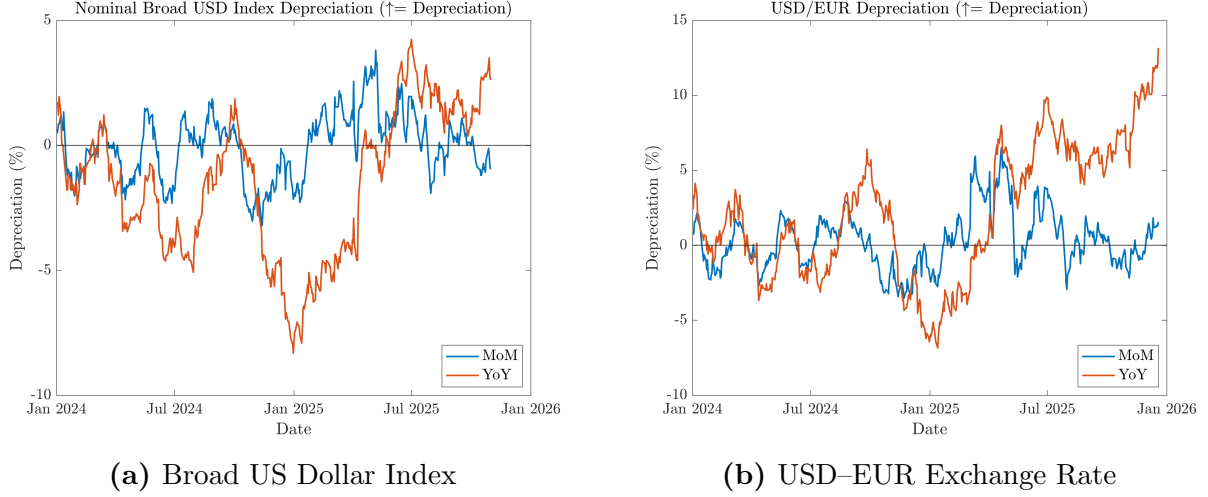 Nominal Broad USD Index Depreciation (↑= Depreciation)
5
0
-5
-10
Depreciation (%)
Jan 2024
Jul 2024
Jan 2025
Jul 2025
Jan 2026
Date
MoM
YoY
(a) Broad US Dollar Index
USD/EUR Depreciation (↑= Depreciation)
15
10
5
0
-5
-10
Depreciation (%)
Jan 2024
Jul 2024
Jan 2025
Jul 2025
Jan 2026
Date
MoM
YoY
(b) USD–EUR Exchange Rate